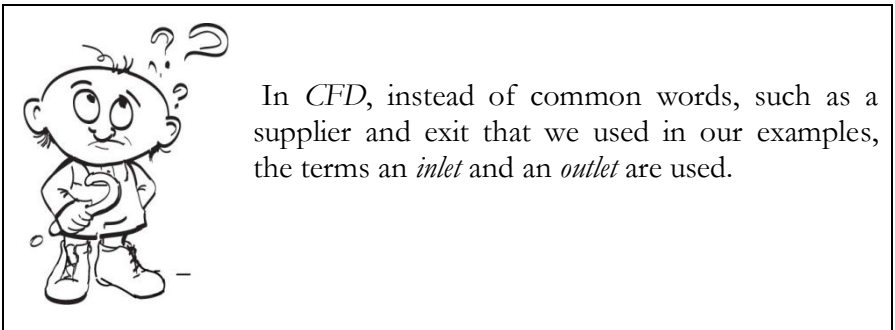 In CFD, instead of common words, such as a
supplier and exit that we used in our examples,
the terms an inlet and an outlet are used.